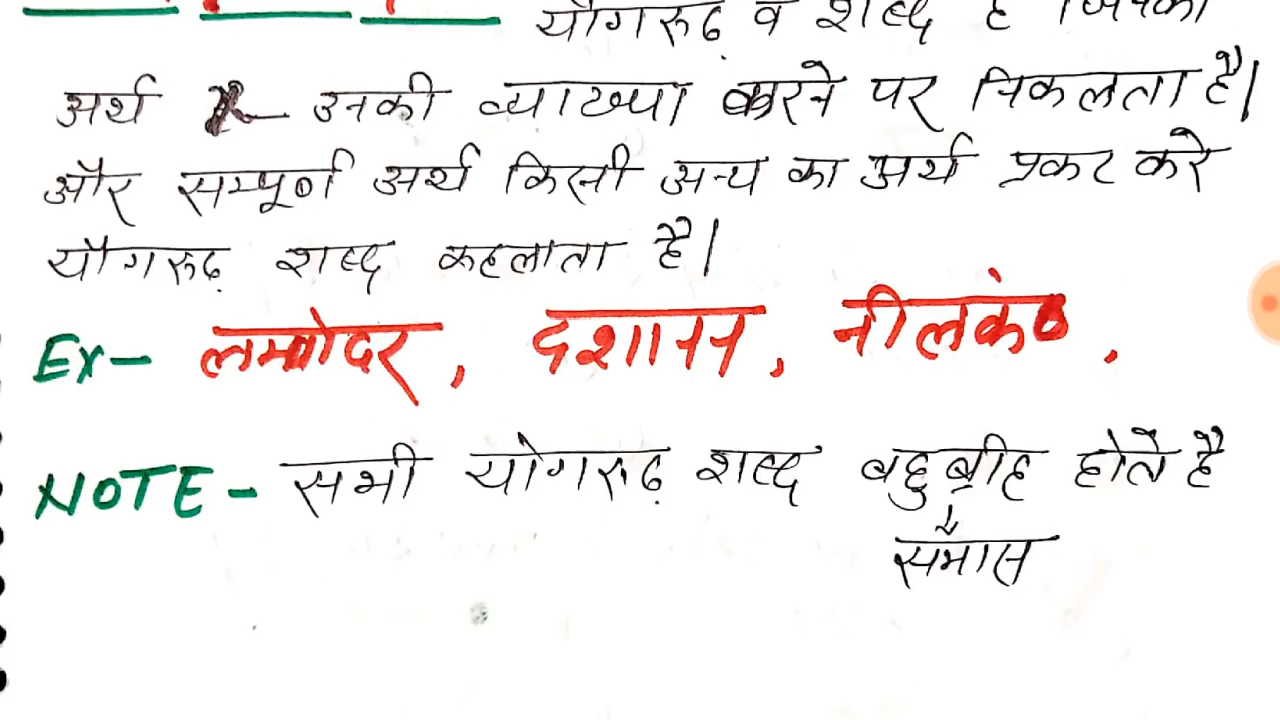 यौगरूढ़ व शब्द है जिनका
अर्थ उनकी व्याख्या करने पर निकलता है।
और सम्पूर्ण अर्थ किसी अन्य का अर्थ प्रकट करे
यौगरूढ़ शब्द कहलाता है।
Ex- लम्बोदर, दशानन, नीलकंठ,
NOTE- सभी योगरूढ़ शब्द बहुब्रीह होते है
समास